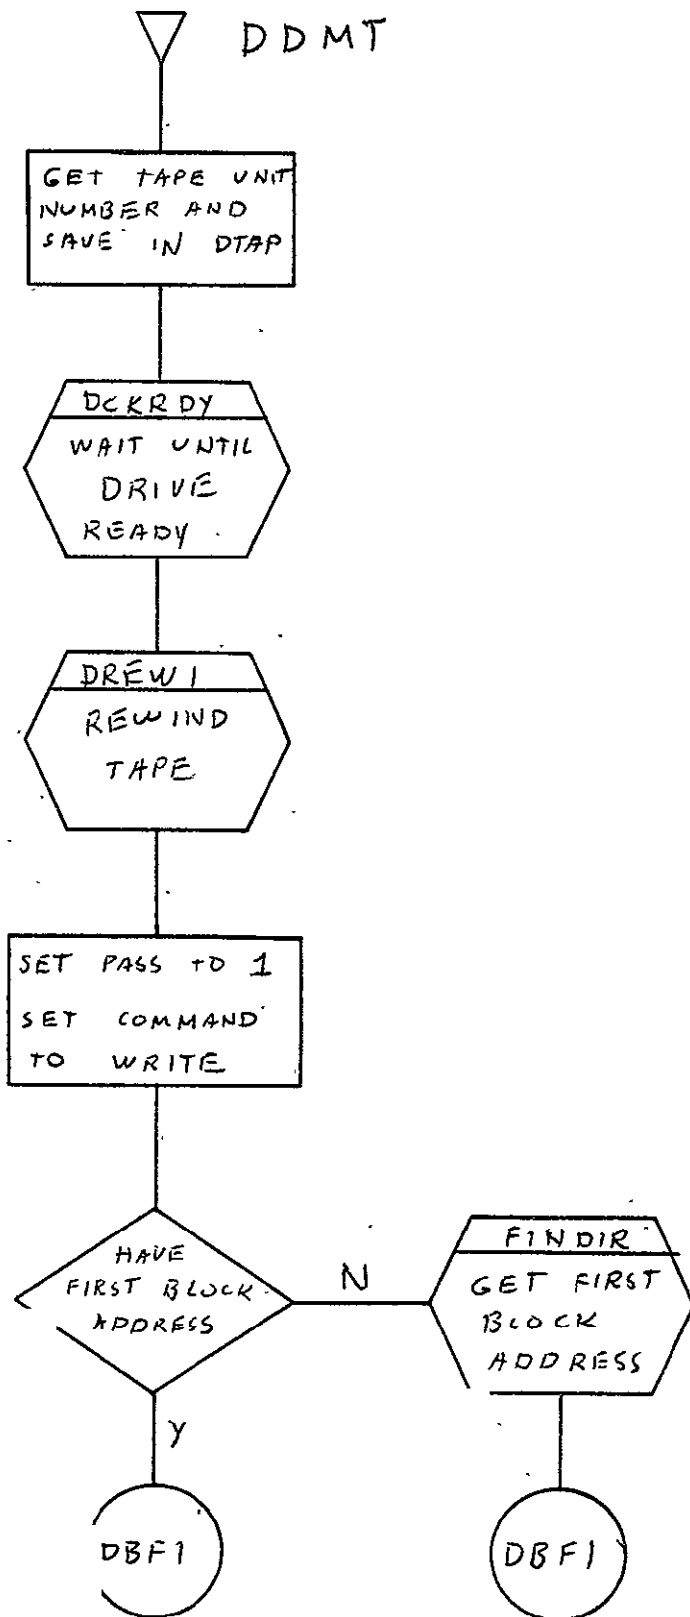 DDMT
GET TAPE UNIT
NUMBER AND
SAVE IN DTAP
DCKRDY
WAIT UNTIL
DRIVE
READY
DREW1
REWIND
TAPE
SET PASS TO 1
SET COMMAND
TO WRITE
HAVE
FIRST BLOCK
ADDRESS
N
FINDIR
GET FIRST
BLOCK
ADDRESS
Y
DBF1
DBF1